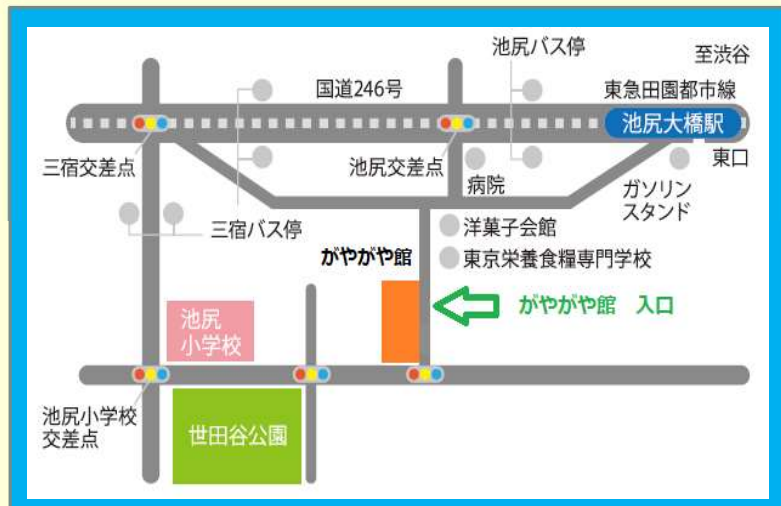 池尻バス停
至渋谷
国道246号
東急田園都市線
池尻大橋駅
三宿交差点
池尻交差点
東口
病院
ガソリン
スタンド
三宿バス停
洋菓子会館
がやがや館
東京栄養食糧専門学校
がやがや館 入口
池尻
小学校
池尻小学校
交差点
世田谷公園